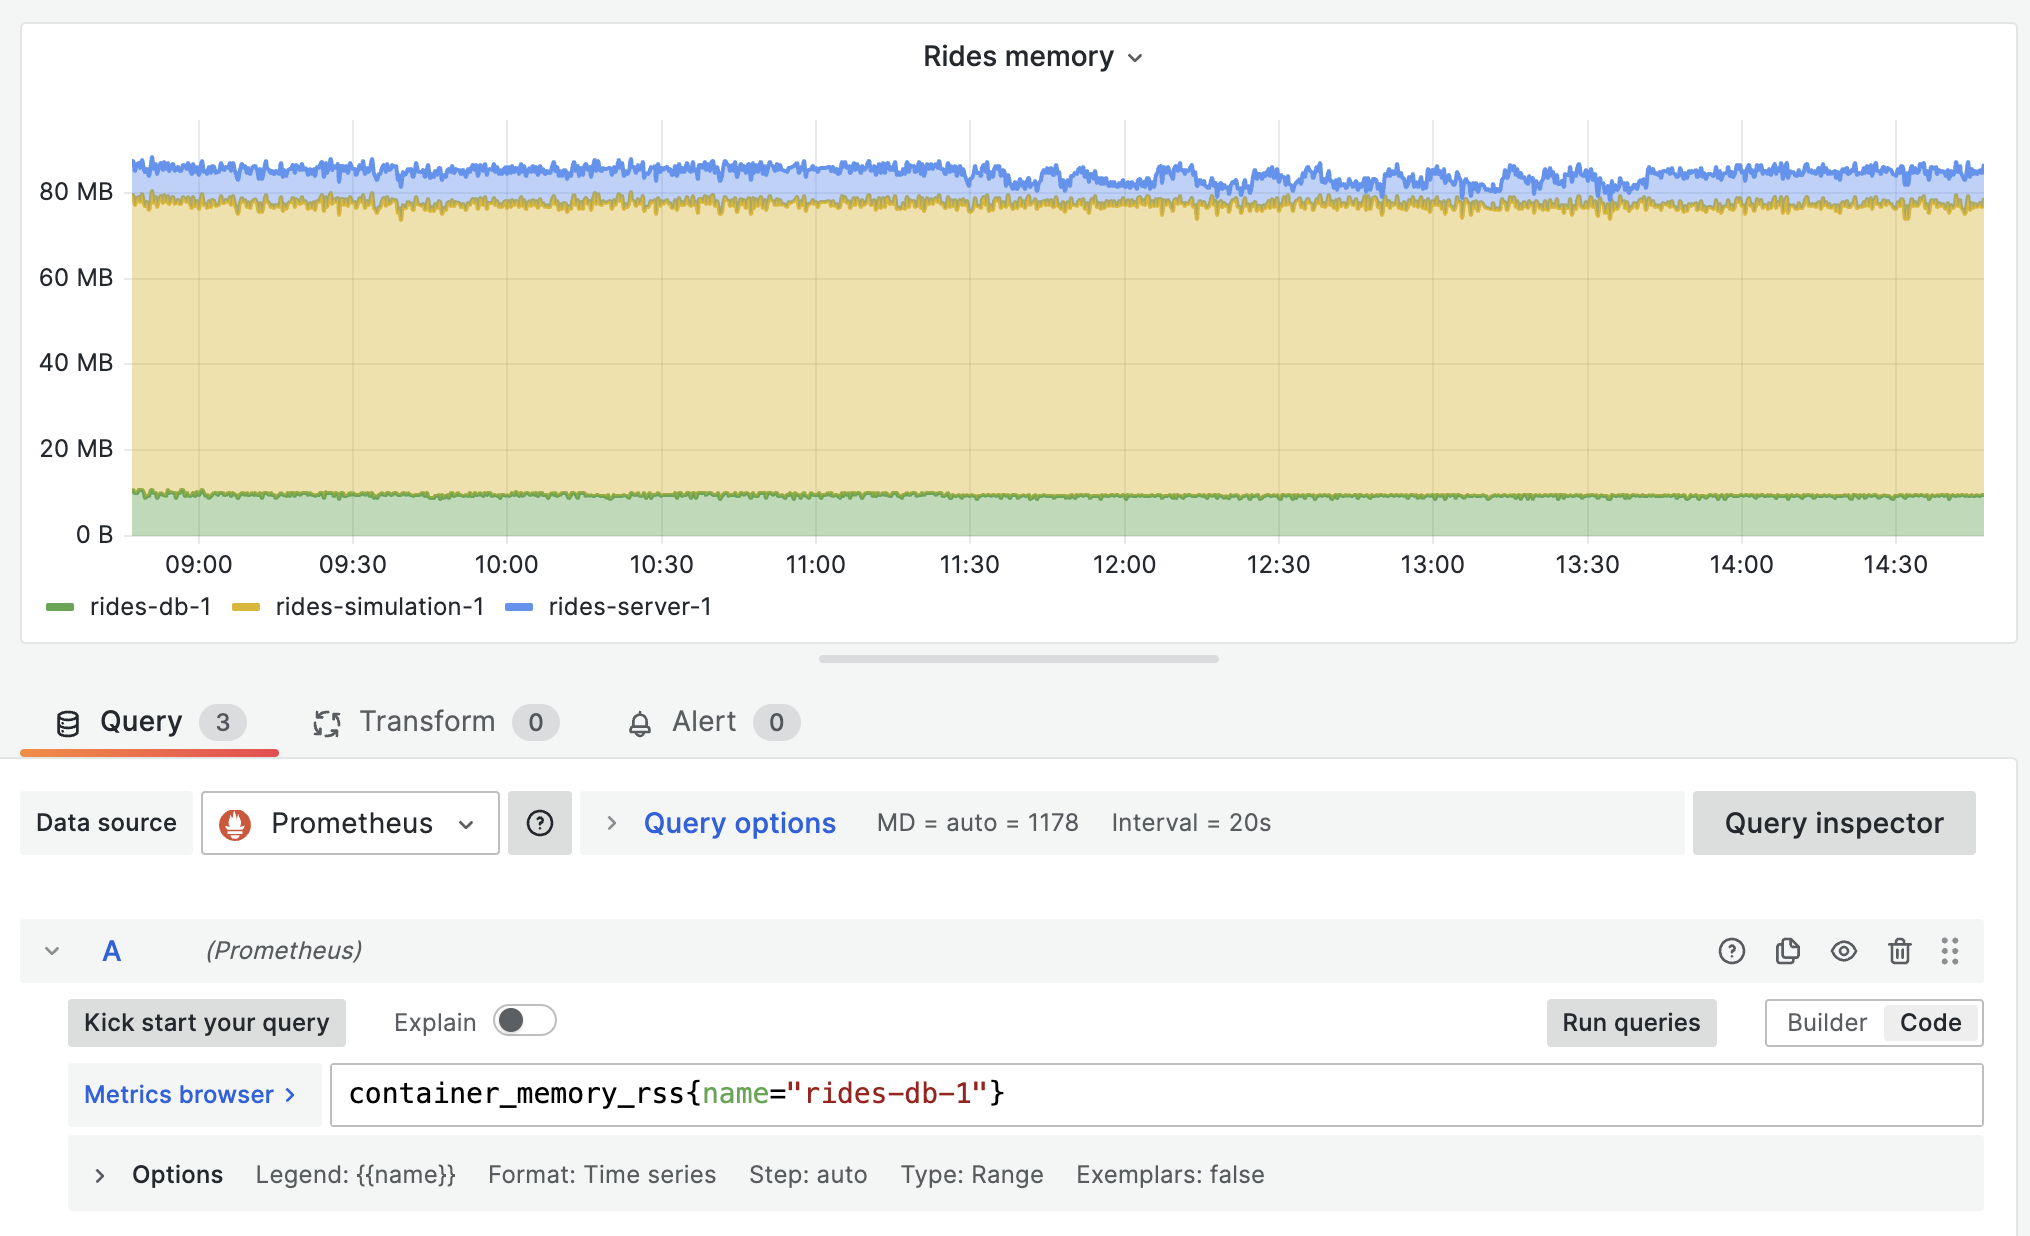 Rides memory
80 MB
60 MB
40 MB
20 MB
0 B
09:00 09:30 10:00 10:30 11:00 11:30 12:00 12:30 13:00 13:30 14:00 14:30
rides-db-1 rides-simulation-1 rides-server-1
Query 3 Transform 0 Alert 0
Data source Prometheus Query options MD = auto = 1178 Interval = 20s Query inspector
A (Prometheus)
Kick start your query Explain Run queries Builder Code
Metrics browser > container_memory_rss{name="rides-db-1"}
Options Legend: {{name}} Format: Time series Step: auto Type: Range Exemplars: false